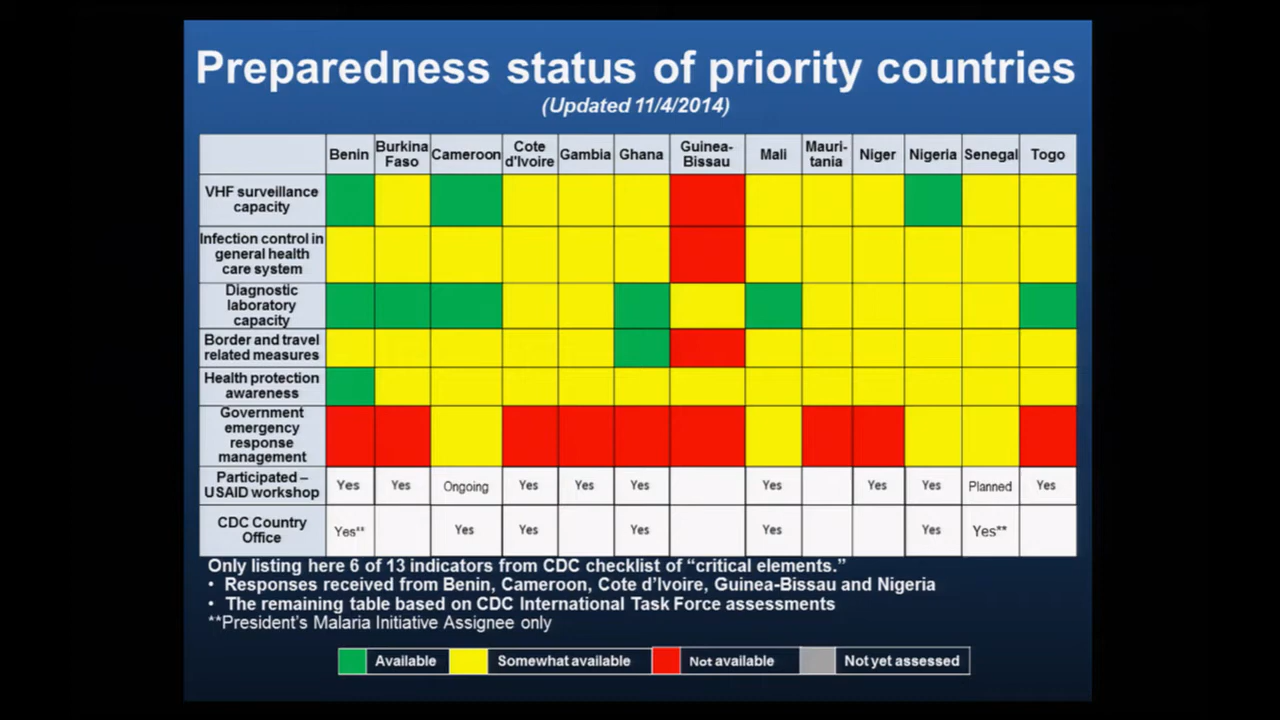 Preparedness status of priority countries
(Updated 11/4/2014)
Benin Burkina Faso Cameroon Cote d'Ivoire Gambia Ghana Guinea-Bissau Mali Mauri-tania Niger Nigeria Senegal Togo
VHF surveillance
capacity
Infection control in
general health
care system
Diagnostic
laboratory
capacity
Border and travel
related measures
Health protection
awareness
Government
emergency
response
management
Participated –
USAID workshop
Yes Yes Ongoing Yes Yes Yes Yes Yes Yes Planned Yes
CDC Country
Office
Yes** Yes Yes Yes Yes Yes Yes**
Only listing here 6 of 13 indicators from CDC checklist of “critical elements.”
• Responses received from Benin, Cameroon, Cote d’Ivoire, Guinea-Bissau and Nigeria
• The remaining table based on CDC International Task Force assessments
**President’s Malaria Initiative Assignee only
Available Somewhat available Not available Not yet assessed